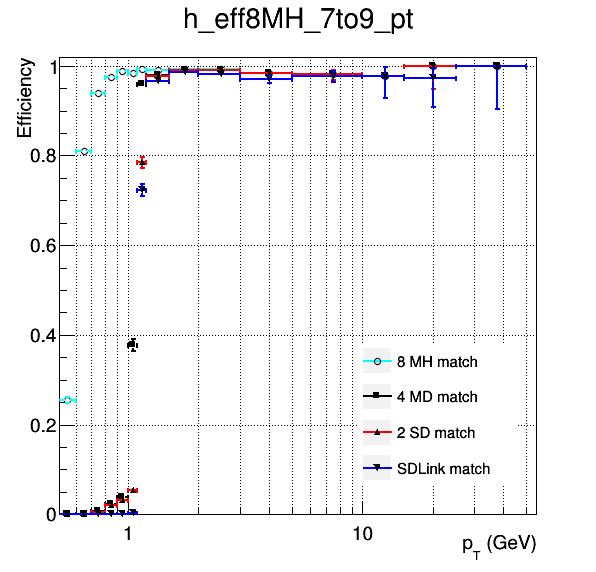 h_eff8MH_7to9_pt
Efficiency
1
0.8
0.6
0.4
0.2
0
8 MH match
4 MD match
2 SD match
SDLink match
1
10
p_T (GeV)